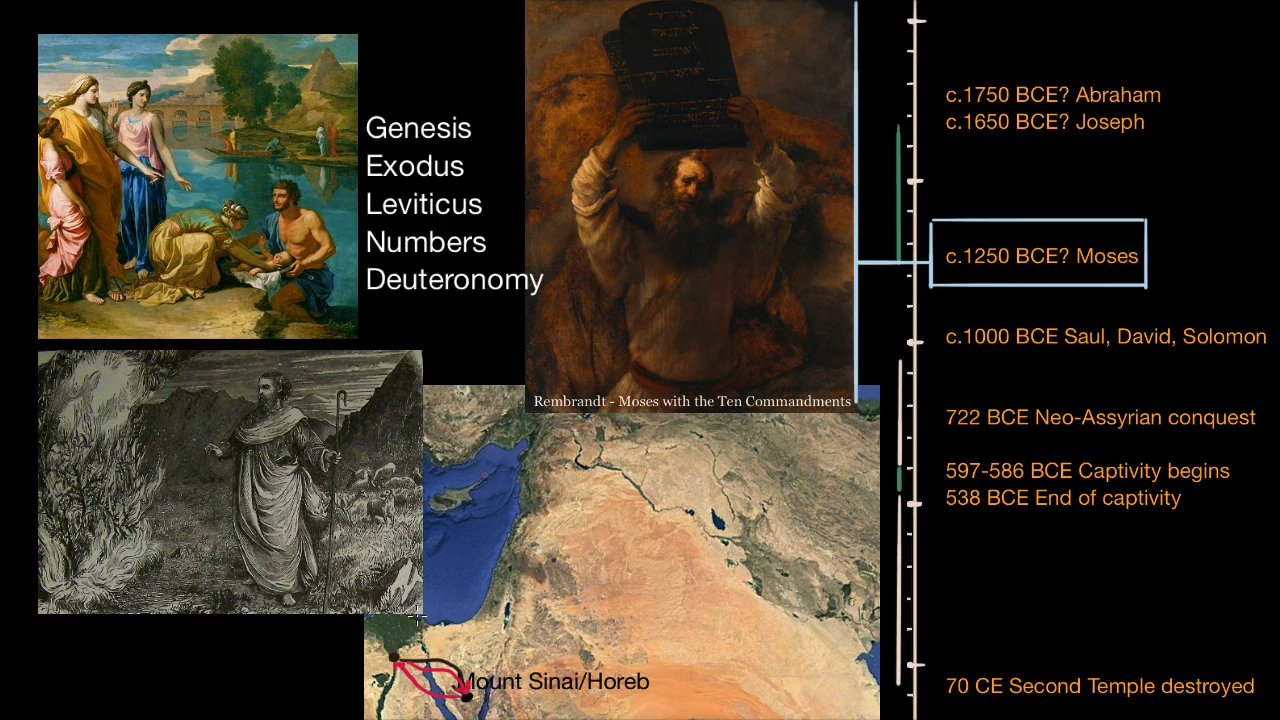 Genesis
Exodus
Leviticus
Numbers
Deuteronomy
Rembrandt - Moses with the Ten Commandments
Mount Sinai/Horeb
c.1750 BCE? Abraham
c.1650 BCE? Joseph
c.1250 BCE? Moses
c.1000 BCE Saul, David, Solomon
722 BCE Neo-Assyrian conquest
597-586 BCE Captivity begins
538 BCE End of captivity
70 CE Second Temple destroyed